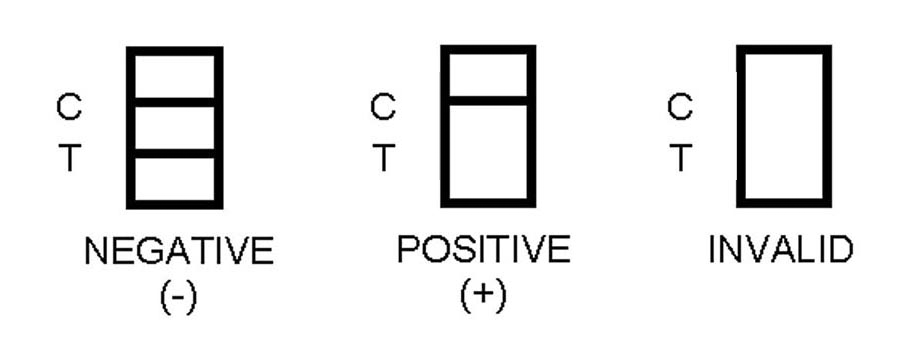 C C C
T T T
NEGATIVE POSITIVE INVALID
(-) (+)